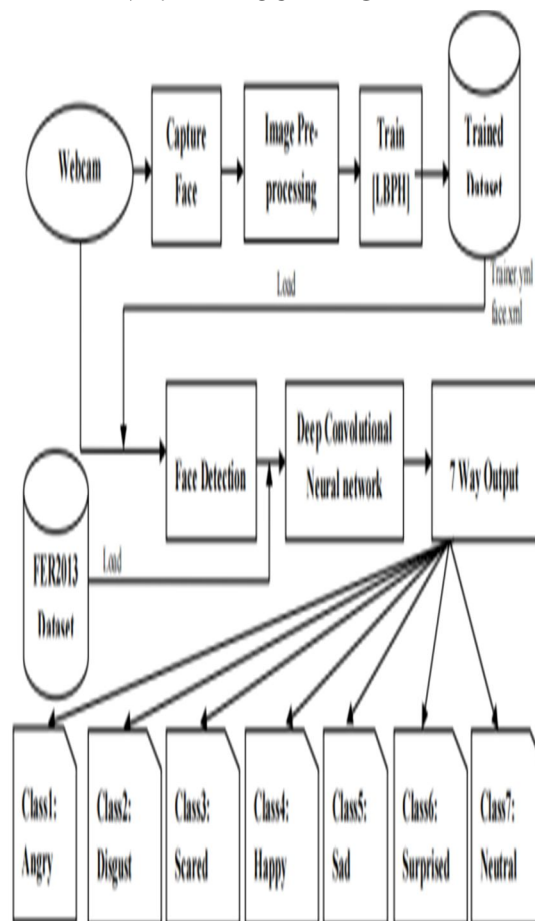 Webcam
Capture
Face
Image Pre-
processing
Train
[LBPH]
Trained
Dataset
Trainer.yml
face.xml
Load
Face Detection
Deep Convolutional
Neural network
7 Way Output
FER2013
Dataset
Load
Class1:
Angry
Class2:
Disgust
Class3:
Scared
Class4:
Happy
Class5:
Sad
Class6:
Surprised
Class7:
Neutral